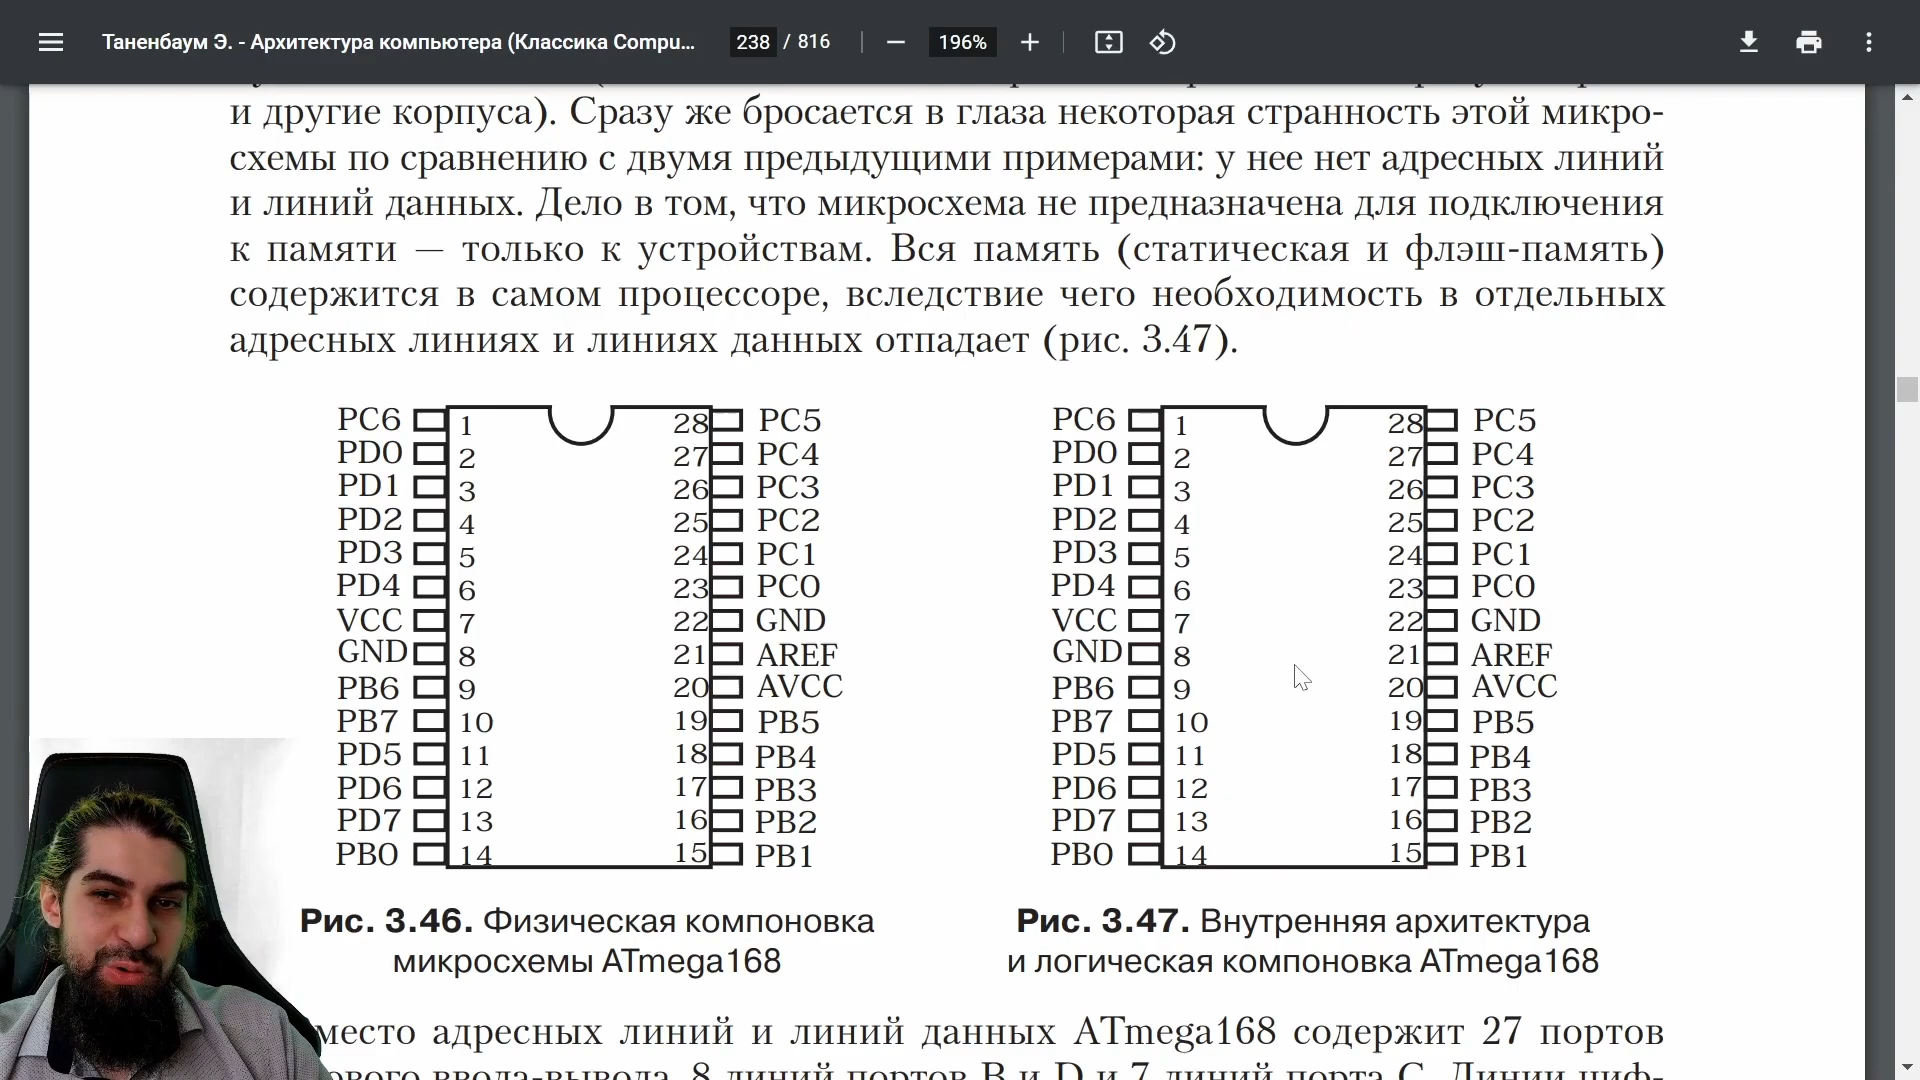 Таненбаум Э. - Архитектура компьютера (Классика Compu... 238 / 816 196%
и другие корпуса). Сразу же бросается в глаза некоторая странность этой микро-
схемы по сравнению с двумя предыдущими примерами: у нее нет адресных линий
и линий данных. Дело в том, что микросхема не предназначена для подключения
к памяти — только к устройствам. Вся память (статическая и флэш-память)
содержится в самом процессоре, вследствие чего необходимость в отдельных
адресных линиях и линиях данных отпадает (рис. 3.47).
PC6 1 28 PC5
PD0 2 27 PC4
PD1 3 26 PC3
PD2 4 25 PC2
PD3 5 24 PC1
PD4 6 23 PC0
VCC 7 22 GND
GND 8 21 AREF
PB6 9 20 AVCC
PB7 10 19 PB5
PD5 11 18 PB4
PD6 12 17 PB3
PD7 13 16 PB2
PB0 14 15 PB1
Рис. 3.46. Физическая компоновка
микросхемы ATmega168
PC6 1 28 PC5
PD0 2 27 PC4
PD1 3 26 PC3
PD2 4 25 PC2
PD3 5 24 PC1
PD4 6 23 PC0
VCC 7 22 GND
GND 8 21 AREF
PB6 9 20 AVCC
PB7 10 19 PB5
PD5 11 18 PB4
PD6 12 17 PB3
PD7 13 16 PB2
PB0 14 15 PB1
Рис. 3.47. Внутренняя архитектура
и логическая компоновка ATmega168
место адресных линий и линий данных ATmega168 содержит 27 портов
ввода-вывода, 8 линий портов B и D и 7 линий порта C. Линии циф-